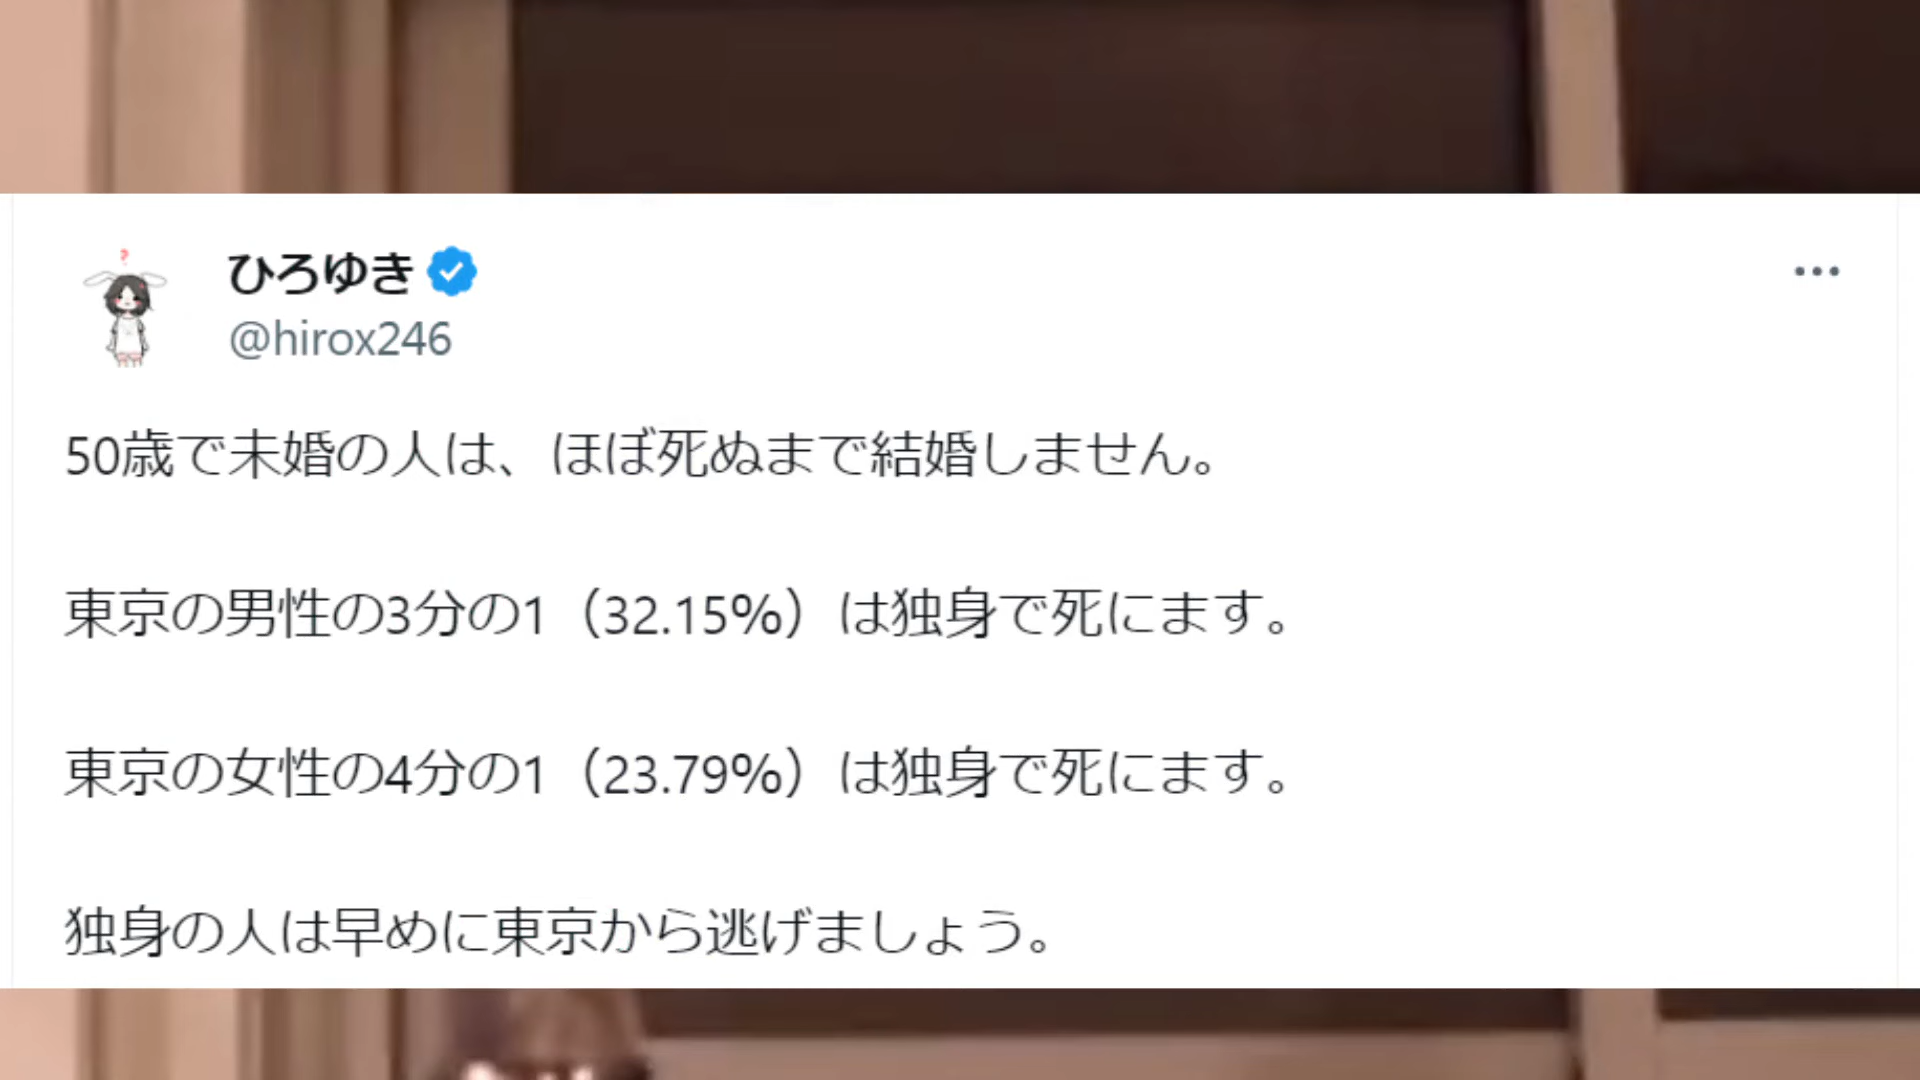 ひろゆき
@hirox246
50歳で未婚の人は、ほぼ死ぬまで結婚しません。
東京の男性の3分の1（32.15%）は独身で死にます。
東京の女性の4分の1（23.79%）は独身で死にます。
独身の人は早めに東京から逃げましょう。